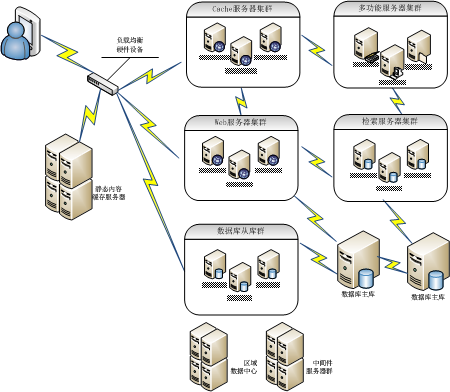 Cache服务器集群
多功能服务器集群
负载均衡
硬件设备
Web服务器集群
检索服务器集群
静态内容
缓存服务器
数据库从库群
数据库主库
数据库主库
区域
数据中心
中间件
服务器群